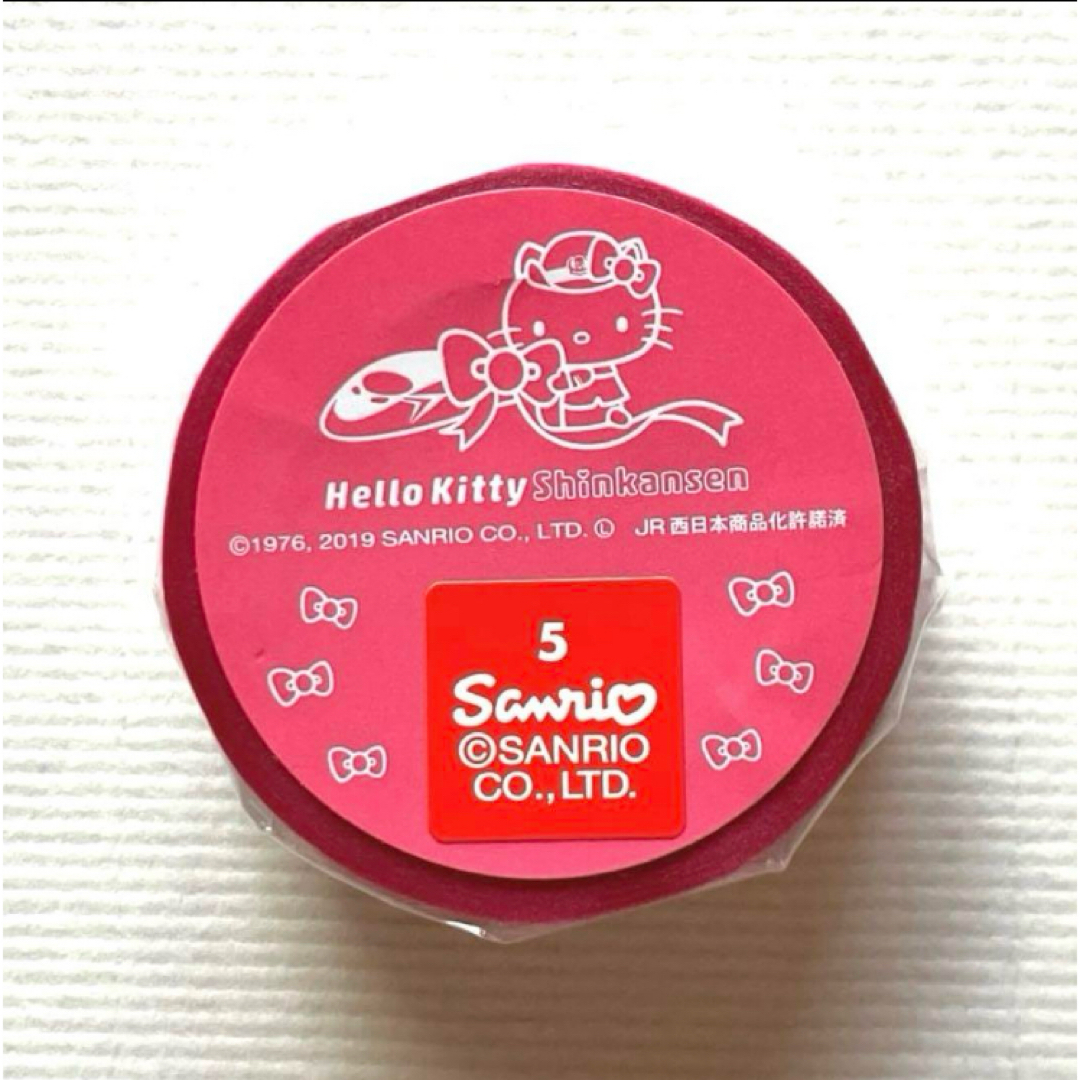 Hello Kitty Shinkansen
©1976, 2019 SANRIO CO., LTD. Ⓛ JR西日本商品化許諾済
5
Sanrio
©SANRIO
CO., LTD.